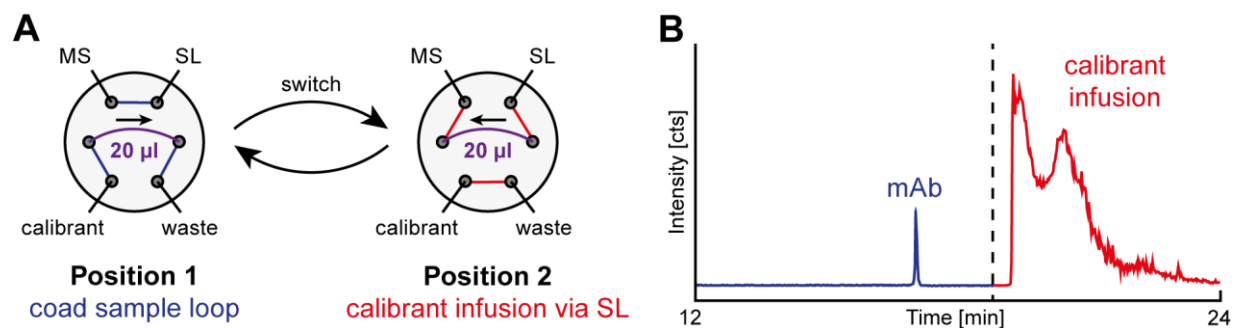 A
MS
SL
20 µl
calibrant
waste
Position 1
coad sample loop
switch
MS
SL
20 µl
calibrant
waste
Position 2
calibrant infusion via SL
B
Intensity [cts]
mAb
calibrant
infusion
12
Time [min]
24